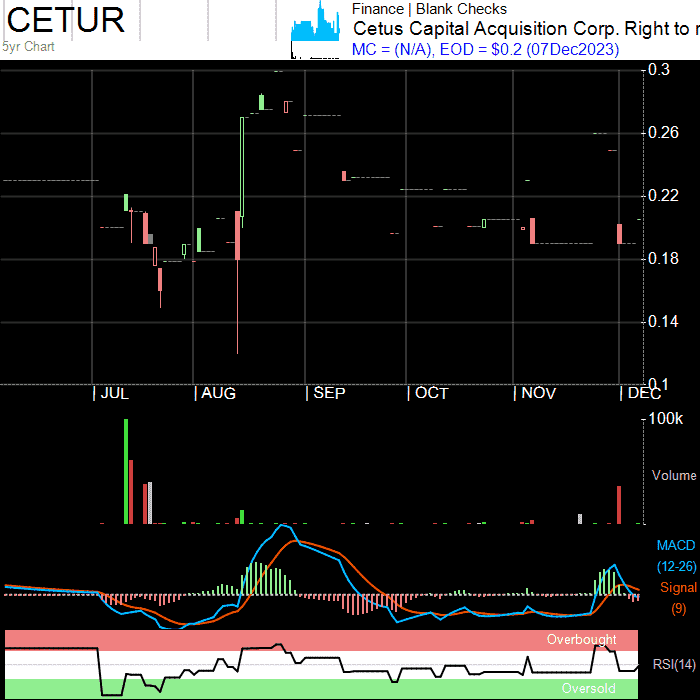 CETUR
5yr Chart
Finance | Blank Checks
Cetus Capital Acquisition Corp. Right to r
MC = (N/A), EOD = $0.2 (07Dec2023)
0.3
0.26
0.22
0.18
0.14
0.1
| JUL | AUG | SEP | OCT | NOV | DEC
100k
Volume
MACD
(12-26)
Signal
(9)
Overbought
RSI(14)
Oversold